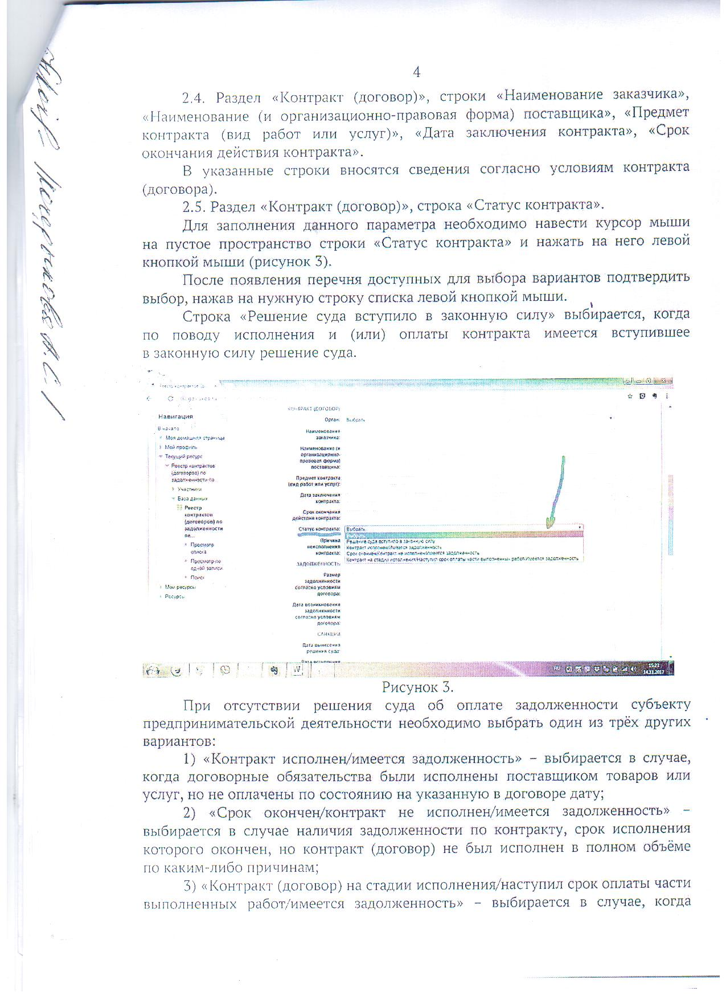 4
2.4. Раздел «Контракт (договор)», строки «Наименование заказчика»,
«Наименование (и организационно-правовая форма) поставщика», «Предмет
контракта (вид работ или услуг)», «Дата заключения контракта», «Срок
окончания действия контракта».
В указанные строки вносятся сведения согласно условиям контракта
(договора).
2.5. Раздел «Контракт (договор)», строка «Статус контракта».
Для заполнения данного параметра необходимо навести курсор мыши
на пустое пространство строки «Статус контракта» и нажать на него левой
кнопкой мыши (рисунок 3).
После появления перечня доступных для выбора вариантов подтвердить
выбор, нажав на нужную строку списка левой кнопкой мыши.
Строка «Решение суда вступило в законную силу» выбирается, когда
по поводу исполнения и (или) оплаты контракта имеется вступившее
в законную силу решение суда.
Навигация
В начало
Моя домашняя страница
Мой профиль
Текущий ресурс
Реестр контрактов
(договоров) по
задолженности пе...
Участники
База данных
Реестр
контрактов
(договоров) по
задолженности
пе...
Просмотр
списка
Просмотр по
одной записи
Поиск
Мои ресурсы
Ресурсы
КОНТРАКТ (ДОГОВОР)
Орган: Выбрать
Наименование
заказчика:
Наименование (и
организационно-
правовая форма)
поставщика:
Предмет контракта
(вид работ или услуг):
Дата заключения
контракта:
Срок окончания
действия контракта:
Статус контракта: Выбрать
Решение суда вступило в законную силу
Контракт исполнен/Имеется задолженность
Срок окончен/Контракт не исполнен/Имеется задолженность
Контракт на стадии исполнения/Наступил срок оплаты части выполненных работ/Имеется задолженность
Причина
неисполнения
контракта:
ЗАДОЛЖЕННОСТЬ
Размер
задолженности
согласно условиям
договора:
Дата возникновения
задолженности
согласно условиям
договора:
САНКЦИИ
Дата вынесения
решения суда:
Дата вступления
RU
15:23
14.11.2017
Рисунок 3.
При отсутствии решения суда об оплате задолженности субъекту
предпринимательской деятельности необходимо выбрать один из трёх других
вариантов:
1) «Контракт исполнен/имеется задолженность» – выбирается в случае,
когда договорные обязательства были исполнены поставщиком товаров или
услуг, но не оплачены по состоянию на указанную в договоре дату;
2) «Срок окончен/контракт не исполнен/имеется задолженность» –
выбирается в случае наличия задолженности по контракту, срок исполнения
которого окончен, но контракт (договор) не был исполнен в полном объёме
по каким-либо причинам;
3) «Контракт (договор) на стадии исполнения/наступил срок оплаты части
выполненных работ/имеется задолженность» – выбирается в случае, когда